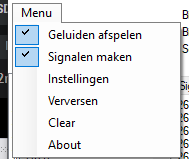 Menu
Geluiden afspelen
Signalen maken
Instellingen
Verversen
Clear
About